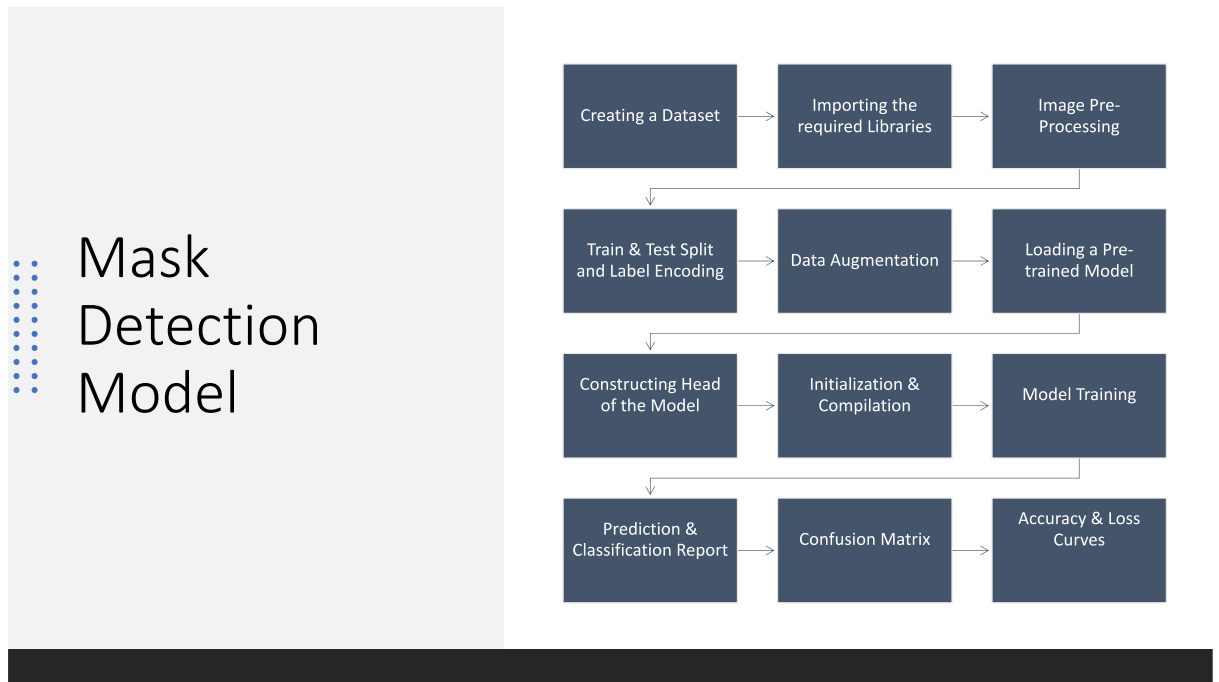 Mask
Detection
Model
Creating a Dataset
Importing the
required Libraries
Image Pre-
Processing
Train & Test Split
and Label Encoding
Data Augmentation
Loading a Pre-
trained Model
Constructing Head
of the Model
Initialization &
Compilation
Model Training
Prediction &
Classification Report
Confusion Matrix
Accuracy & Loss
Curves